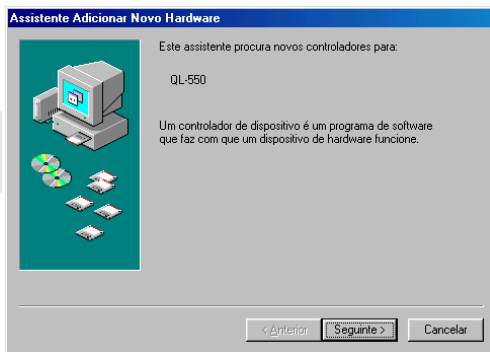 Assistente Adicionar Novo Hardware
Este assistente procura novos controladores para:
QL-550
Um controlador de dispositivo é um programa de software
que faz com que um dispositivo de hardware funcione.
< Anterior
Seguinte >
Cancelar